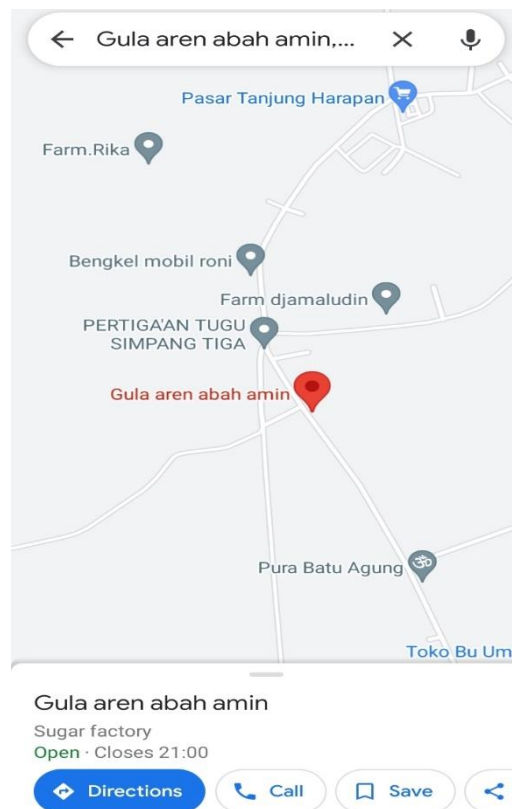 Gula aren abah amin,...
Pasar Tanjung Harapan
Farm.Rika
Bengkel mobil roni
Farm djamaludin
PERTIGA'AN TUGU
SIMPANG TIGA
Gula aren abah amin
Pura Batu Agung
Toko Bu Um
Gula aren abah amin
Sugar factory
Open · Closes 21:00
Directions
Call
Save